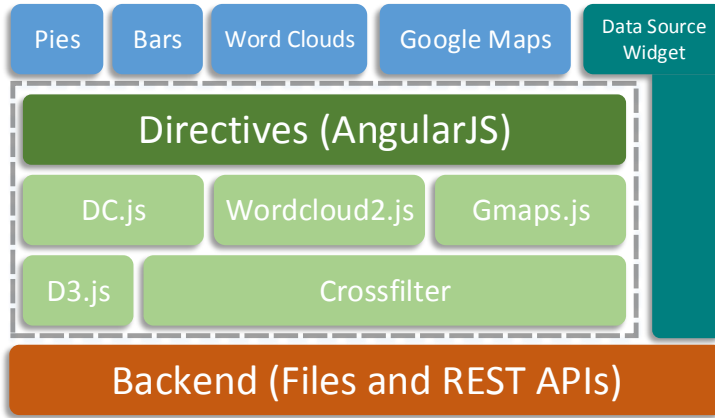 Pies
Bars
Word Clouds
Google Maps
Data Source
Widget
Directives (AngularJS)
DC.js
Wordcloud2.js
Gmaps.js
D3.js
Crossfilter
Backend (Files and REST APIs)